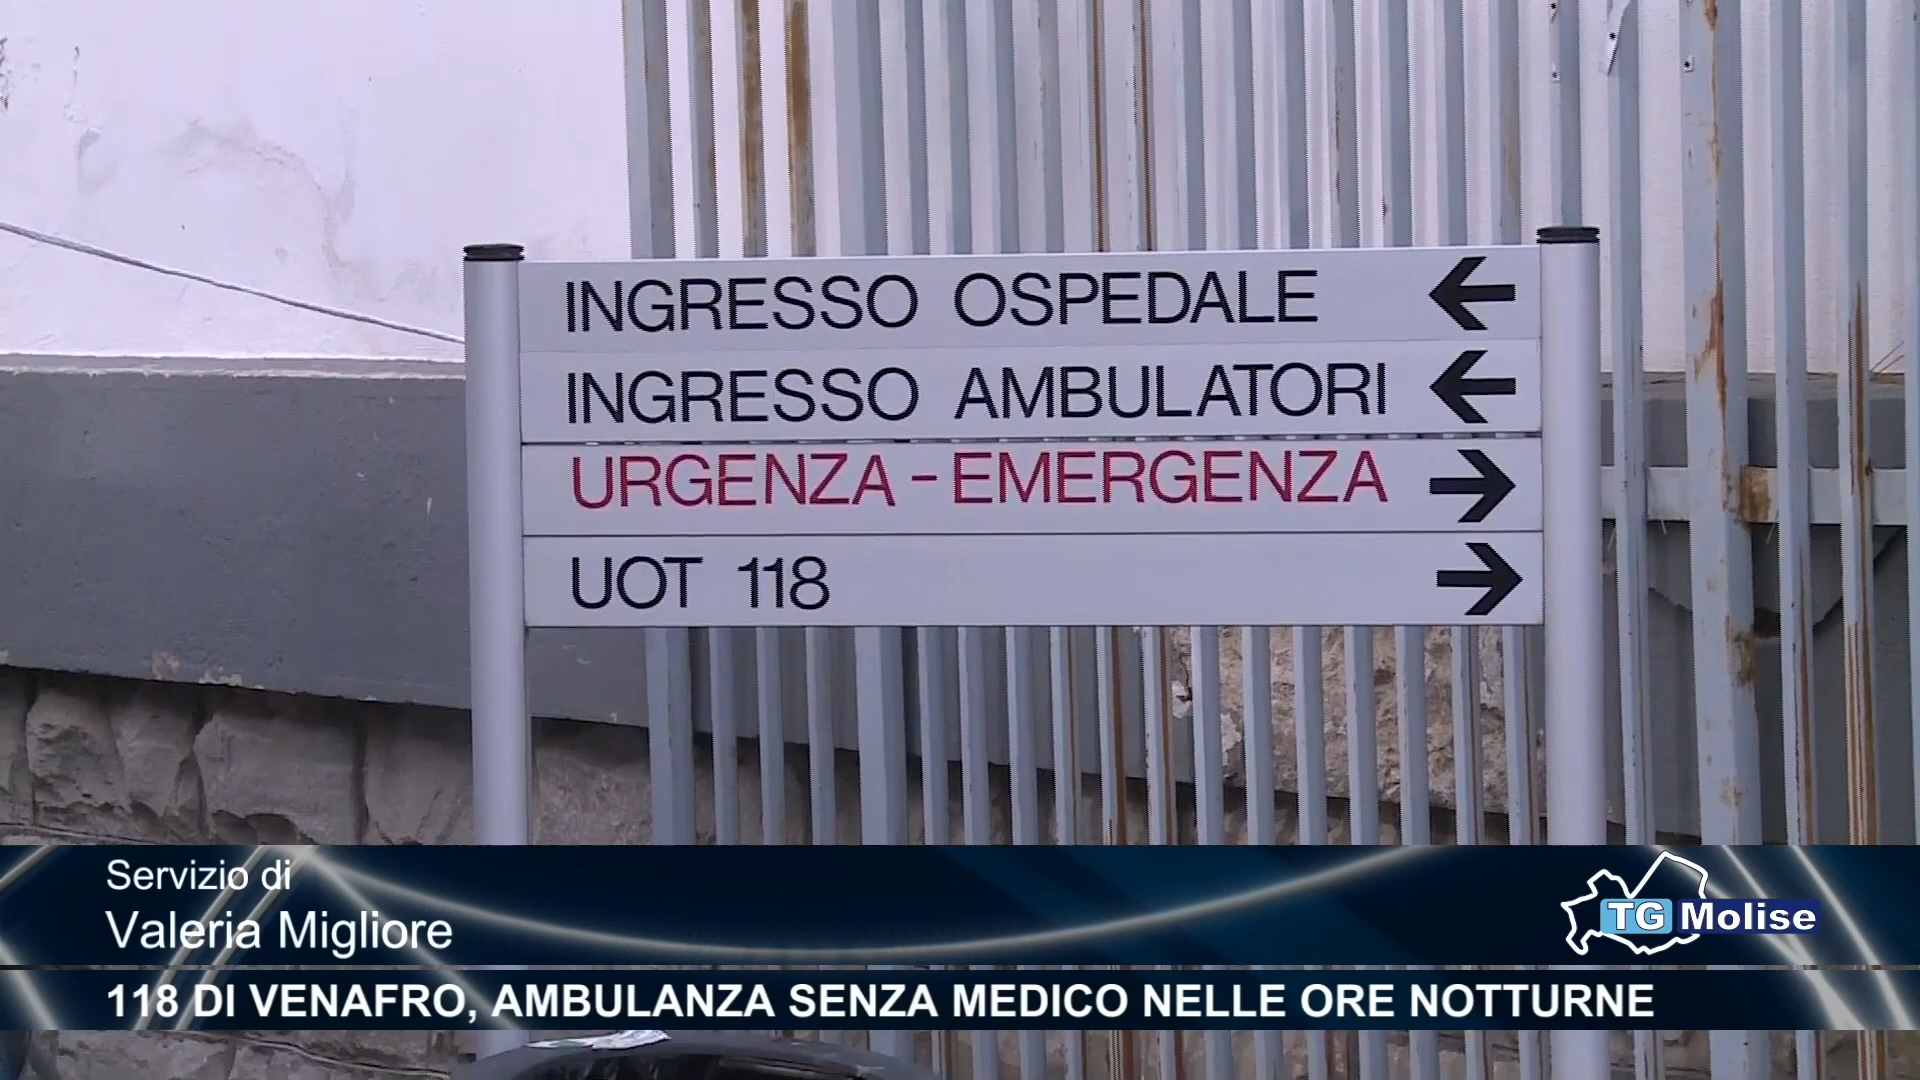 INGRESSO OSPEDALE ←
INGRESSO AMBULATORI ←
URGENZA - EMERGENZA →
UOT 118 →
Servizio di
Valeria Migliore
TG Molise
118 DI VENAFRO, AMBULANZA SENZA MEDICO NELLE ORE NOTTURNE